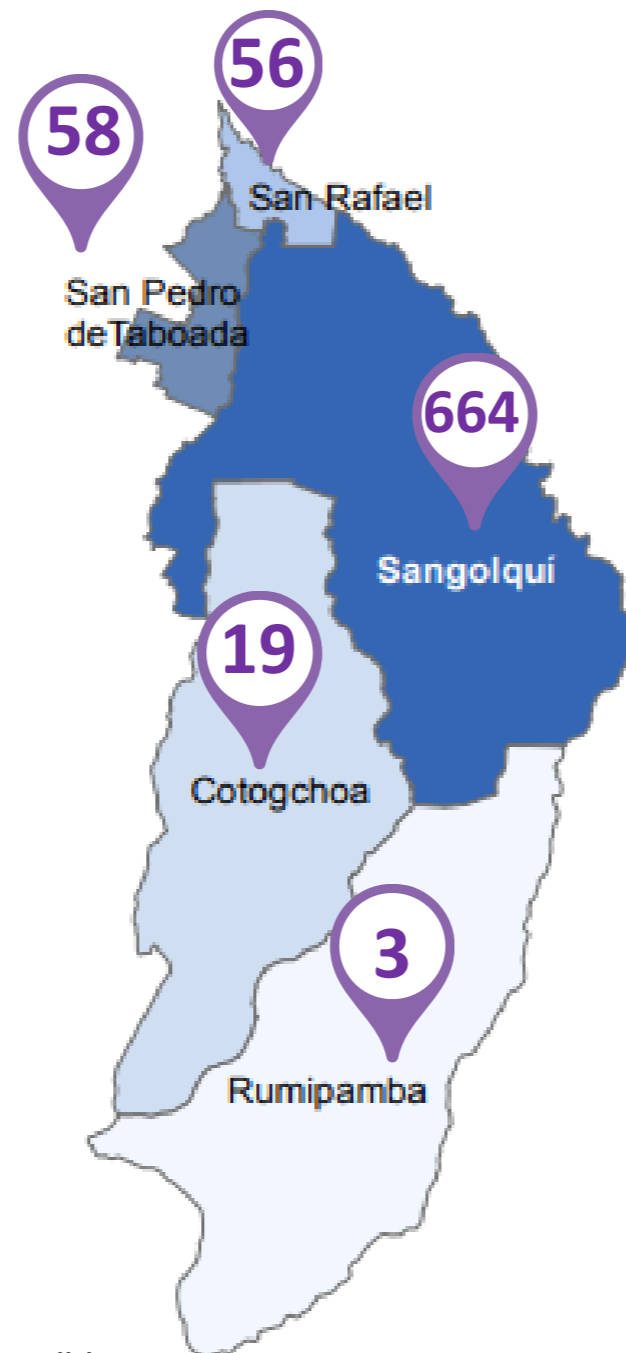 56
58
San Rafael
San Pedro
deTaboada
664
Sangolquí
19
Cotogchoa
3
Rumipamba